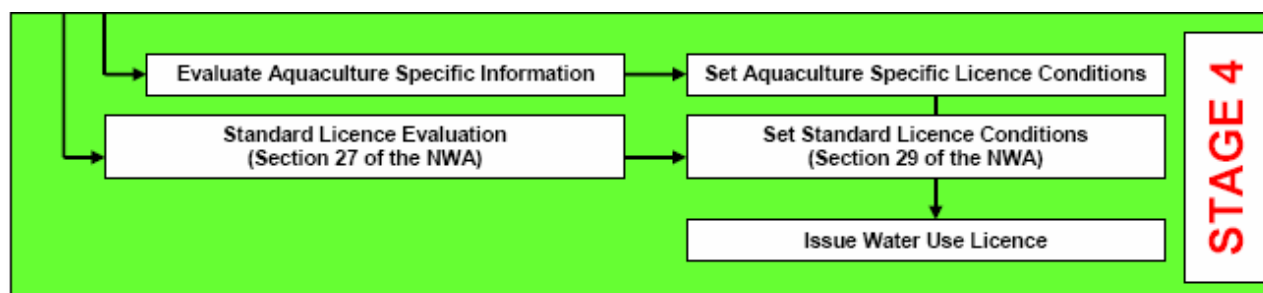 Evaluate Aquaculture Specific Information
Set Aquaculture Specific Licence Conditions
Standard Licence Evaluation
(Section 27 of the NWA)
Set Standard Licence Conditions
(Section 29 of the NWA)
Issue Water Use Licence
STAGE 4